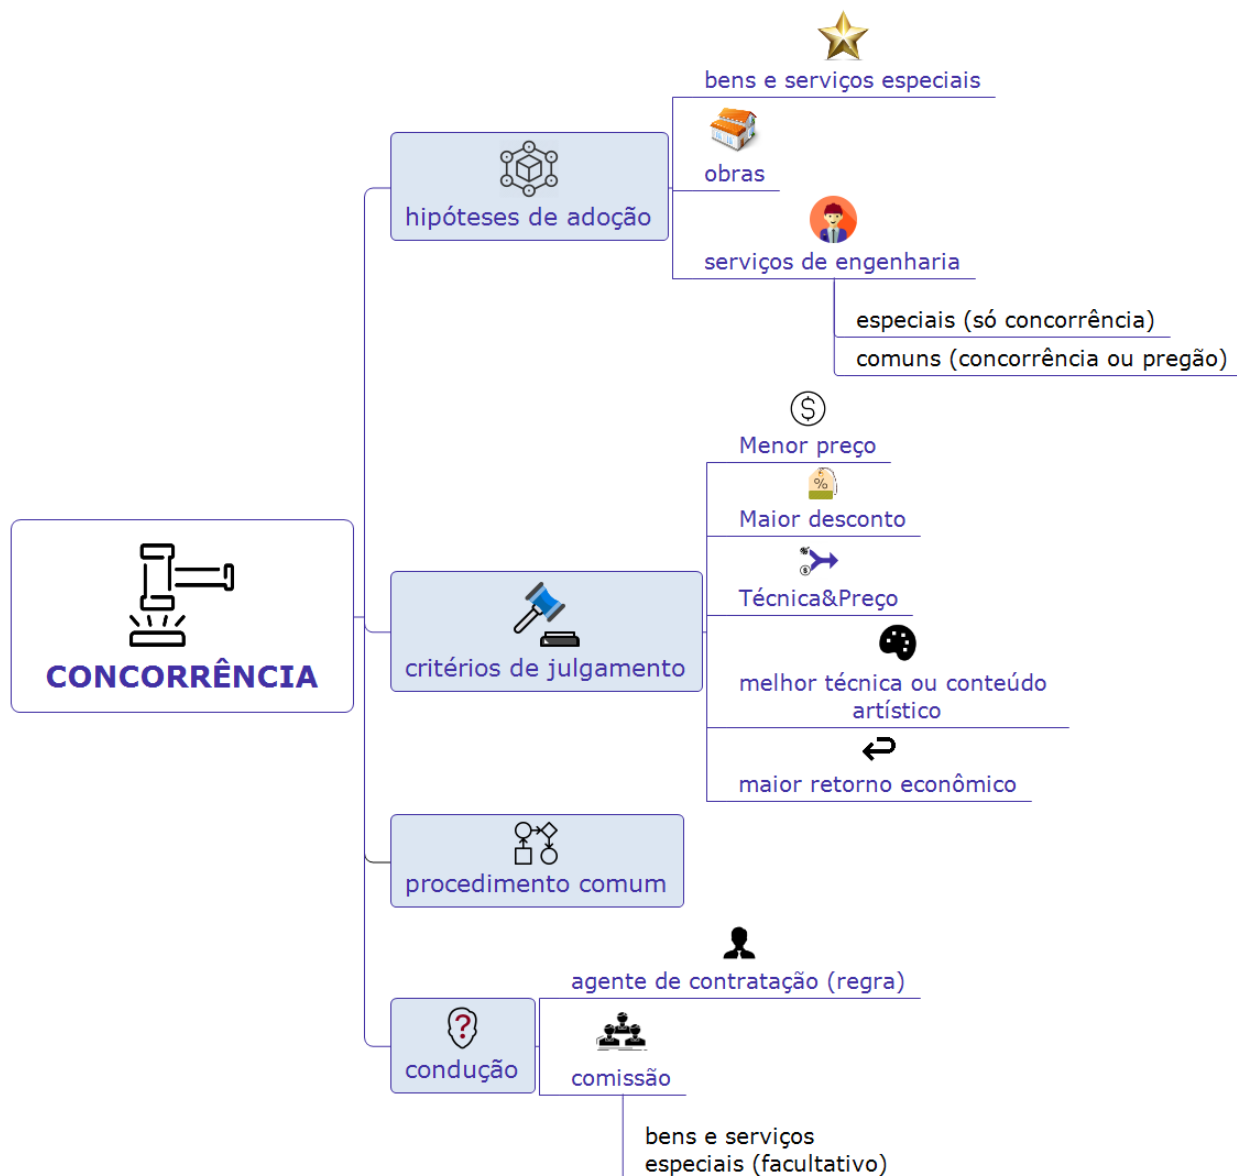 bens e serviços especiais
obras
hipóteses de adoção
serviços de engenharia
especiais (só concorrência)
comuns (concorrência ou pregão)
$
Menor preço
%
Maior desconto
$
Técnica&Preço
CONCORRÊNCIA
critérios de julgamento
melhor técnica ou conteúdo
artístico
maior retorno econômico
procedimento comum
agente de contratação (regra)
?
condução
comissão
bens e serviços
especiais (facultativo)